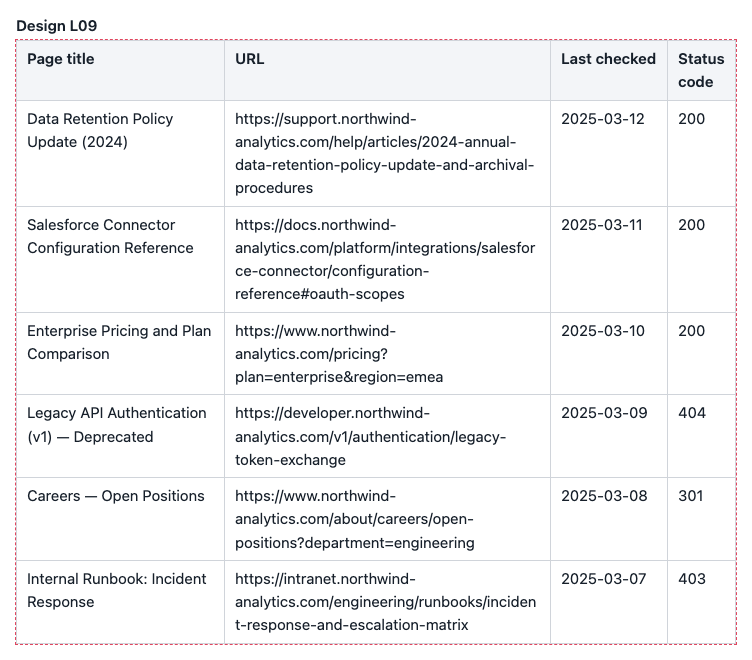 Design L09
Page title
URL
Last checked
Status
code
Data Retention Policy
Update (2024)
https://support.northwind-
analytics.com/help/articles/2024-annual-
data-retention-policy-update-and-archival-
procedures
2025-03-12
200
Salesforce Connector
Configuration Reference
https://docs.northwind-
analytics.com/platform/integrations/salesfor
ce-connector/configuration-
reference#oauth-scopes
2025-03-11
200
Enterprise Pricing and Plan
Comparison
https://www.northwind-
analytics.com/pricing?
plan=enterprise&region=emea
2025-03-10
200
Legacy API Authentication
(v1) — Deprecated
https://developer.northwind-
analytics.com/v1/authentication/legacy-
token-exchange
2025-03-09
404
Careers — Open Positions
https://www.northwind-
analytics.com/about/careers/open-
positions?department=engineering
2025-03-08
301
Internal Runbook: Incident
Response
https://intranet.northwind-
analytics.com/engineering/runbooks/inciden
t-response-and-escalation-matrix
2025-03-07
403